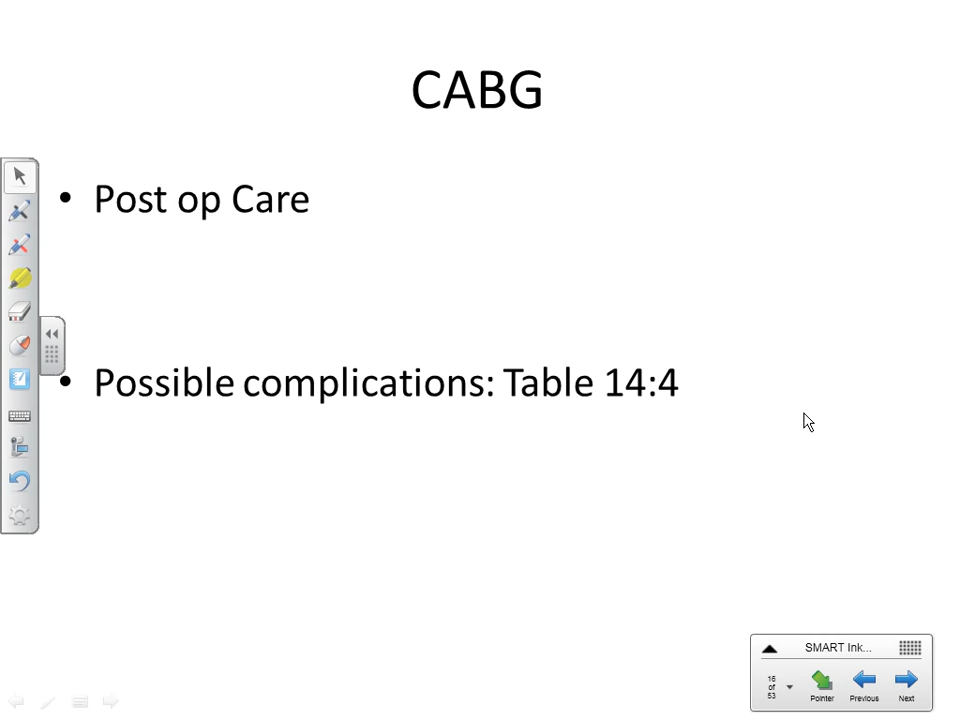 CABG
• Post op Care
• Possible complications: Table 14:4
SMART Ink...
16
of
53
Pointer
Previous
Next